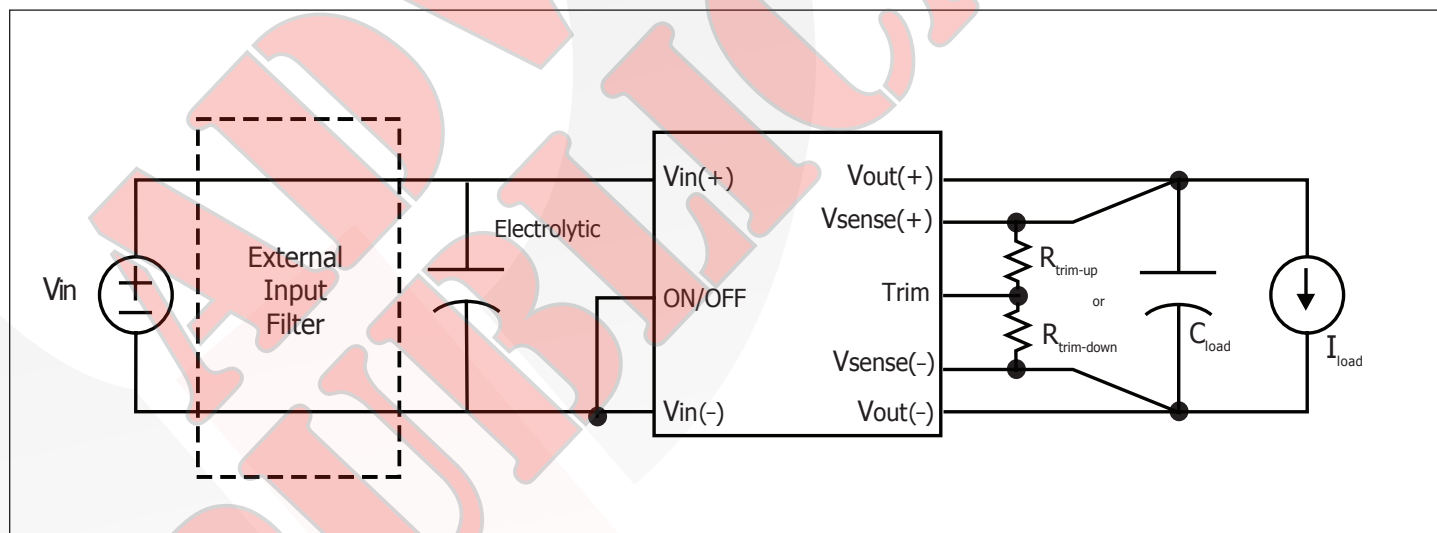 Vin
External
Input
Filter
Electrolytic
Vin(+)
ON/OFF
Vin(–)
Vout(+)
Vsense(+)
Trim
Vsense(–)
Vout(–)
Rtrim-up
or
Rtrim-down
Cload
Iload